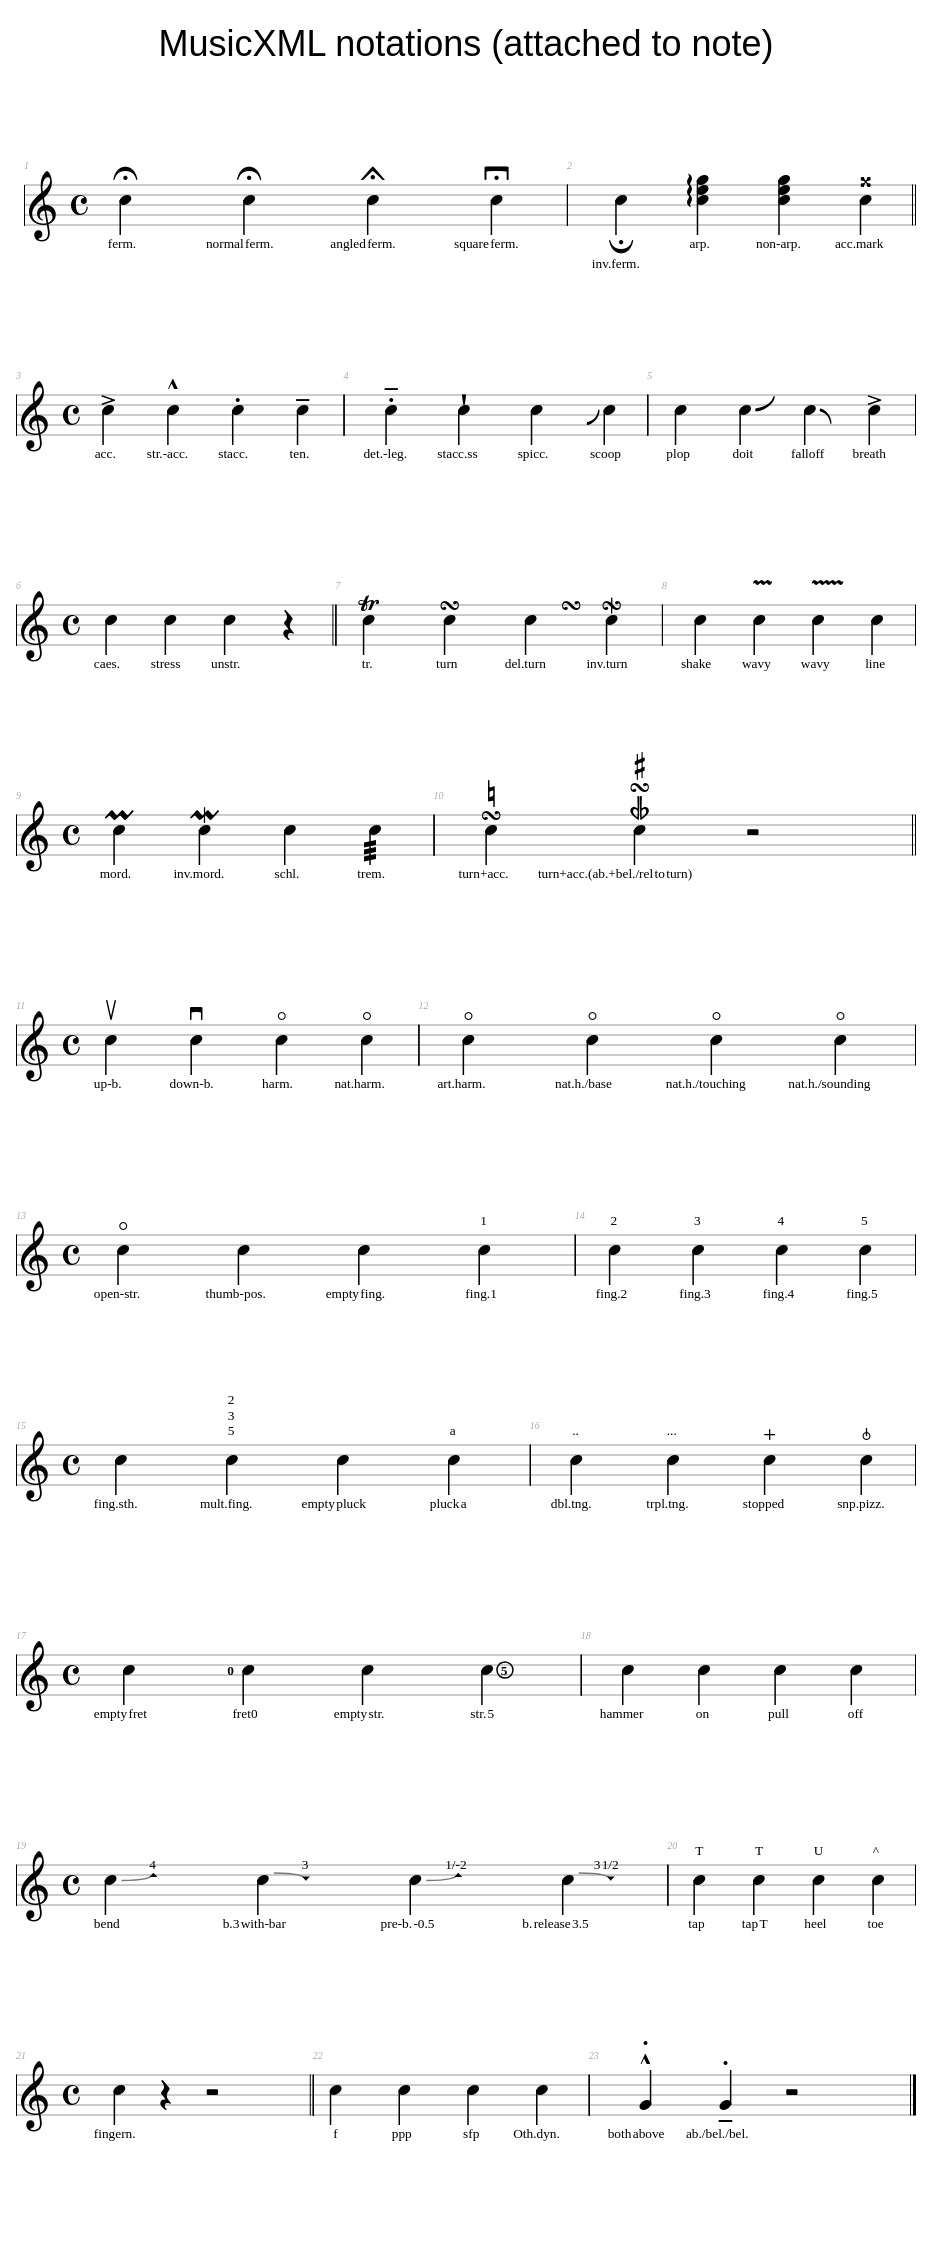 MusicXML notations (attached to note)
1 2
ferm. normal ferm. angled ferm. square ferm. arp. non-arp. acc.mark
inv.ferm.
3 4 5
acc. str.-acc. stacc. ten. det.-leg. stacc.ss spicc. scoop plop doit falloff breath
6 7 8
tr
caes. stress unstr. tr. turn del.turn inv.turn shake wavy wavy line
9 10
mord. inv.mord. schl. trem. turn+acc. turn+acc.(ab.+bel./rel to turn)
11 12
up-b. down-b. harm. nat.harm. art.harm. nat.h./base nat.h./touching nat.h./sounding
13 14
1 2 3 4 5
open-str. thumb-pos. empty fing. fing.1 fing.2 fing.3 fing.4 fing.5
2
15 3 16
5 a .. ...
fing.sth. mult.fing. empty pluck pluck a dbl.tng. trpl.tng. stopped snp.pizz.
17 18
0 5
empty fret fret0 empty str. str. 5 hammer on pull off
19 20
T T U ^
4 3 1/-2 3 1/2
bend b.3 with-bar pre-b. -0.5 b. release 3.5 tap tap T heel toe
21 22 23
fingern. f ppp sfp Oth.dyn. both above ab./bel./bel.